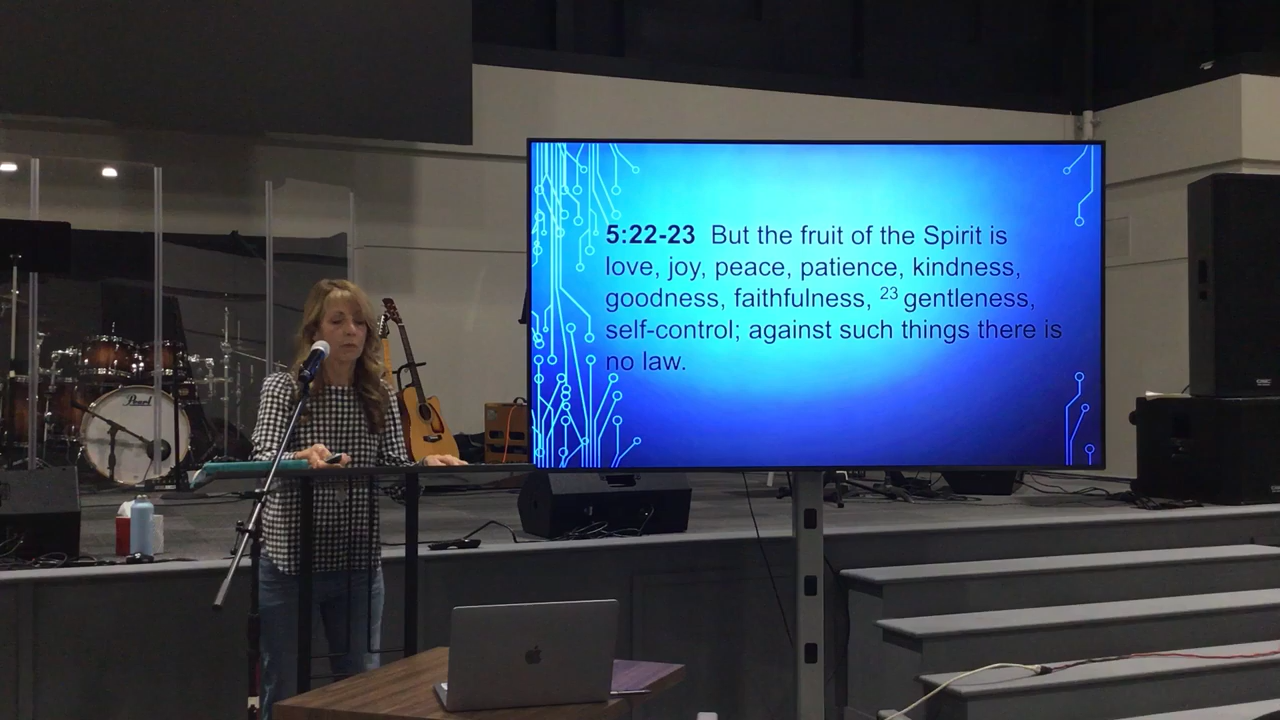 5:22-23 But the fruit of the Spirit is
love, joy, peace, patience, kindness,
goodness, faithfulness, 23 gentleness,
self-control; against such things there is
no law.
Pearl